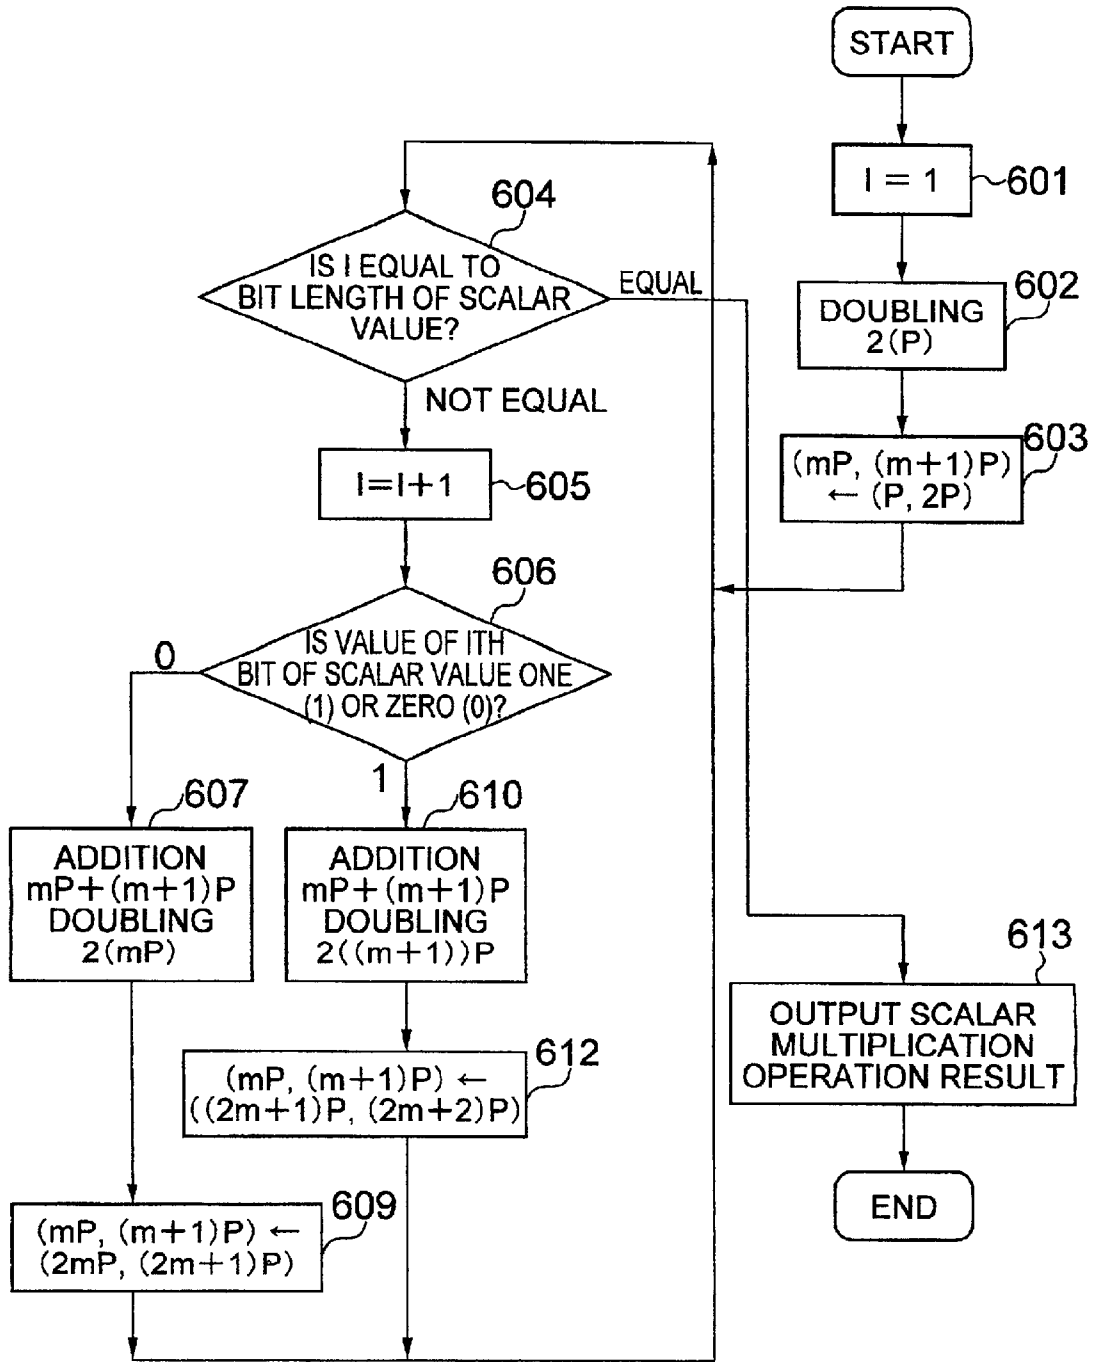 START
I = 1
601
DOUBLING
2(P)
602
(mP, (m+1)P)
← (P, 2P)
603
604
IS I EQUAL TO
BIT LENGTH OF SCALAR
VALUE?
EQUAL
NOT EQUAL
I=I+1
605
606
IS VALUE OF ITH
BIT OF SCALAR VALUE ONE
(1) OR ZERO (0)?
0
1
607
ADDITION
mP+(m+1)P
DOUBLING
2(mP)
610
ADDITION
mP+(m+1)P
DOUBLING
2((m+1))P
612
(mP, (m+1)P) ←
((2m+1)P, (2m+2)P)
609
(mP, (m+1)P) ←
(2mP, (2m+1)P)
613
OUTPUT SCALAR
MULTIPLICATION
OPERATION RESULT
END